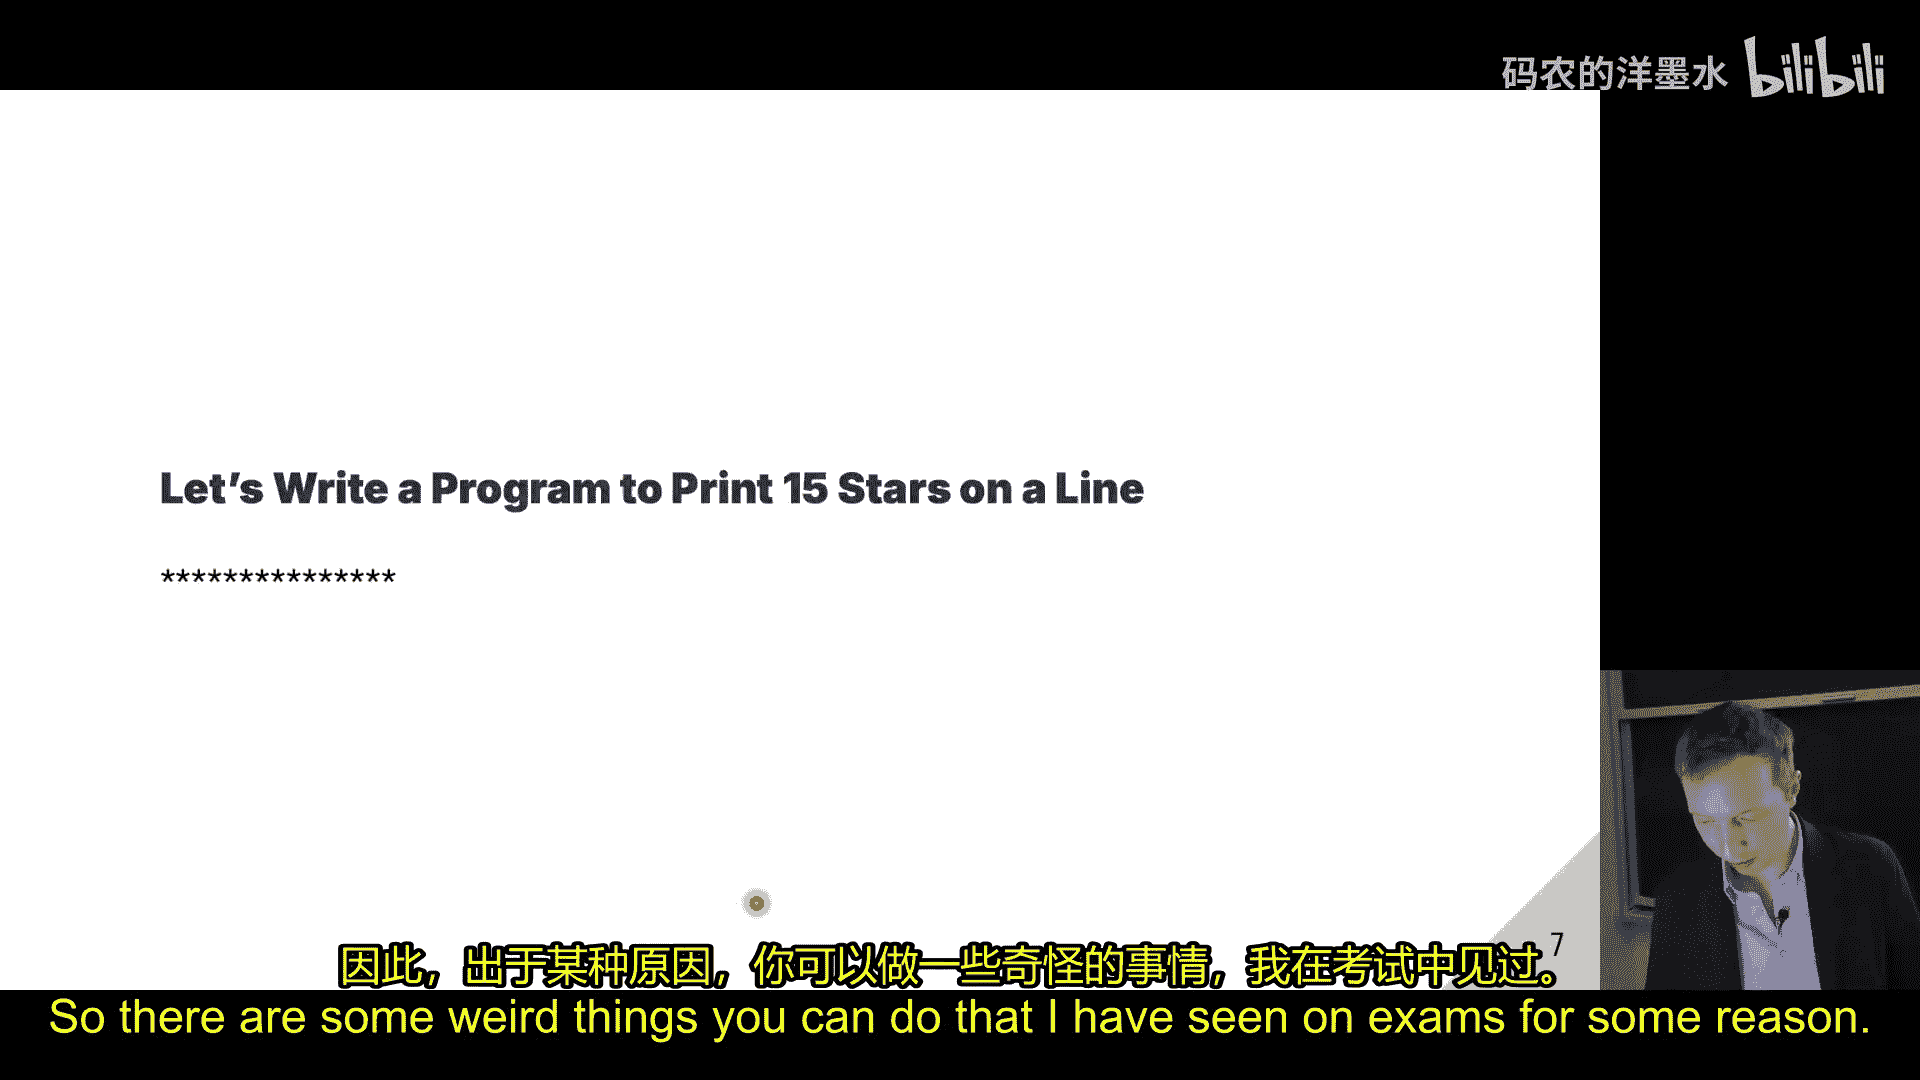 码农的洋墨水 bilibili
Let's Write a Program to Print 15 Stars on a Line
***************
7
因此，出于某种原因，你可以做一些奇怪的事情，我在考试中见过。
So there are some weird things you can do that I have seen on exams for some reason.